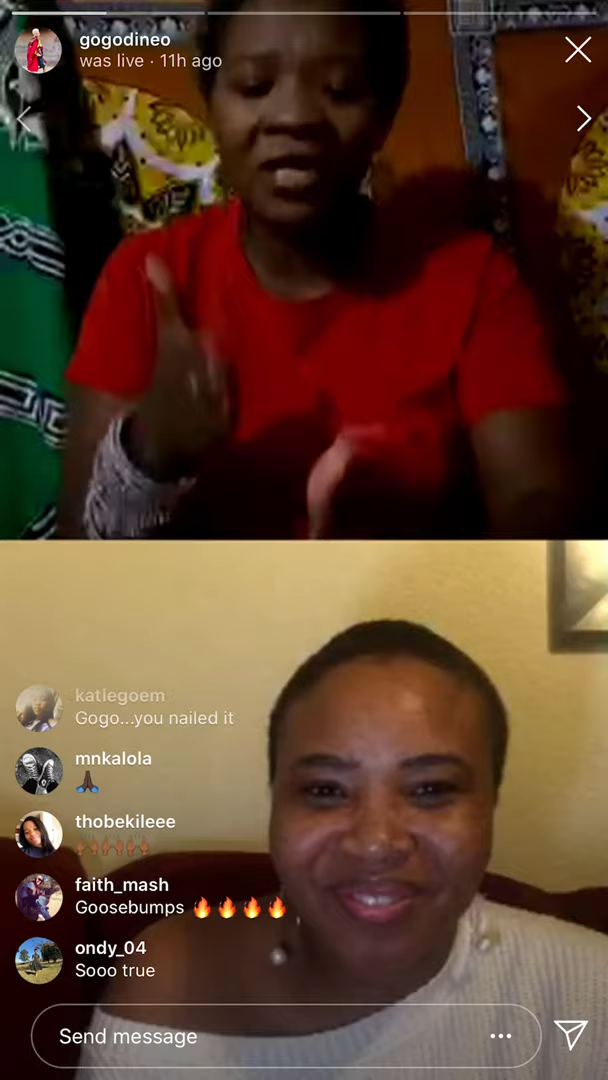 gogodineo
was live · 11h ago
katlegoem
Gogo...you nailed it
mnkalola
🙏🏿
thobekileee
🙌🏾🙌🏾🙌🏾
faith_mash
Goosebumps 🔥🔥🔥🔥
ondy_04
Sooo true
Send message